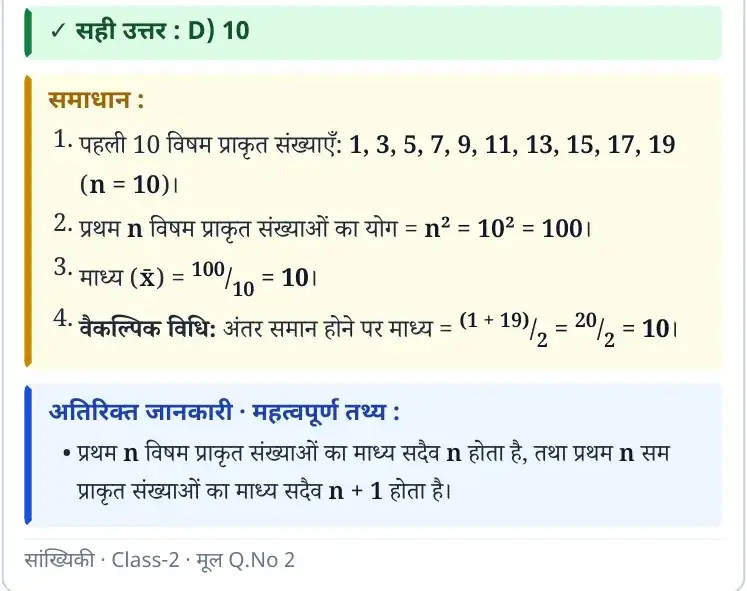 ✓ सही उत्तर : D) 10
समाधान :
1. पहली 10 विषम प्राकृत संख्याएँ: 1, 3, 5, 7, 9, 11, 13, 15, 17, 19
(n = 10)।
2. प्रथम n विषम प्राकृत संख्याओं का योग = n² = 10² = 100।
3. माध्य (x̄) = 100/10 = 10।
4. वैकल्पिक विधि: अंतर समान होने पर माध्य = (1 + 19)/2 = 20/2 = 10।
अतिरिक्त जानकारी · महत्वपूर्ण तथ्य :
• प्रथम n विषम प्राकृत संख्याओं का माध्य सदैव n होता है, तथा प्रथम n सम
प्राकृत संख्याओं का माध्य सदैव n + 1 होता है।
सांख्यिकी · Class-2 · मूल Q.No 2